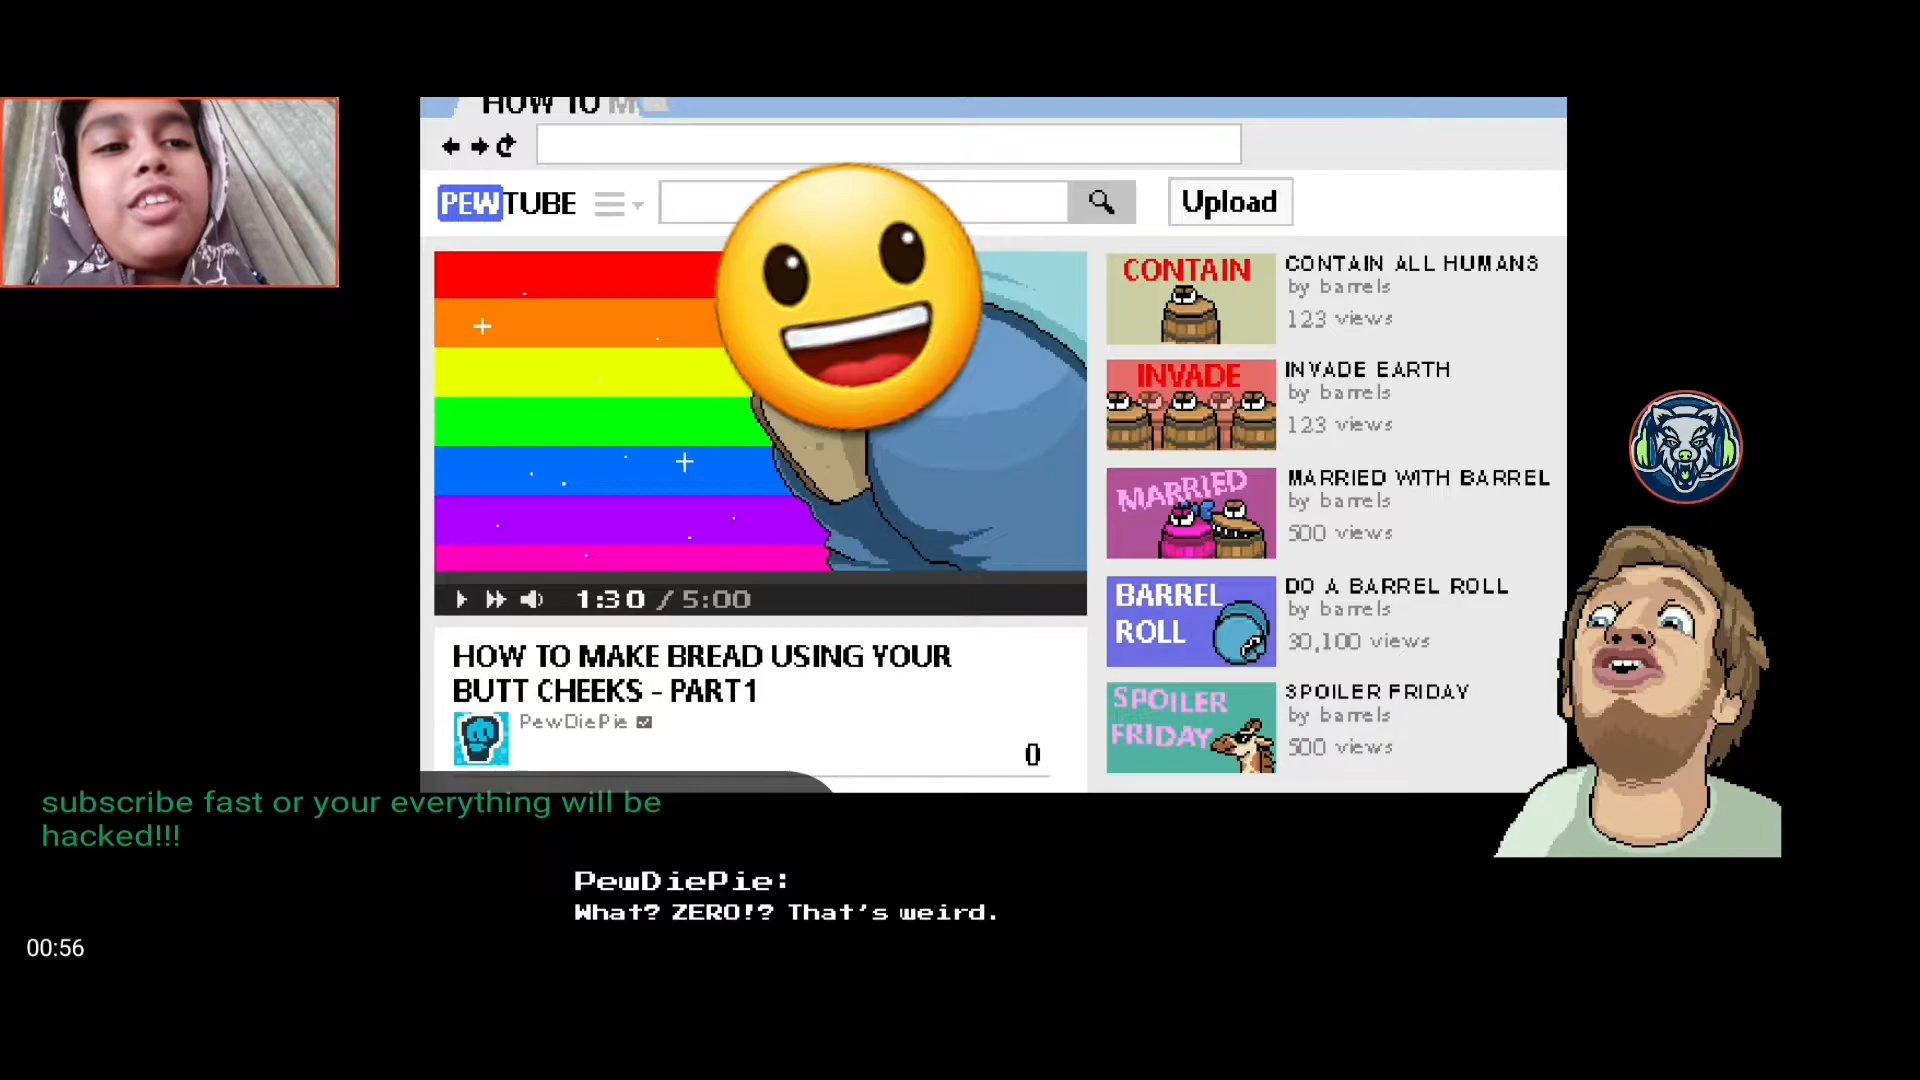 HOW TO M
PEWTUBE
Upload
CONTAIN
CONTAIN ALL HUMANS
by barrels
123 views
INVADE
INVADE EARTH
by barrels
123 views
MARRIED
MARRIED WITH BARREL
by barrels
500 views
BARREL
ROLL
DO A BARREL ROLL
by barrels
30,100 views
SPOILER
FRIDAY
SPOILER FRIDAY
by barrels
500 views
1:30 / 5:00
HOW TO MAKE BREAD USING YOUR
BUTT CHEEKS - PART1
PewDiePie
0
subscribe fast or your everything will be
hacked!!!
PewDiePie:
What? ZERO!? That's weird.
00:56